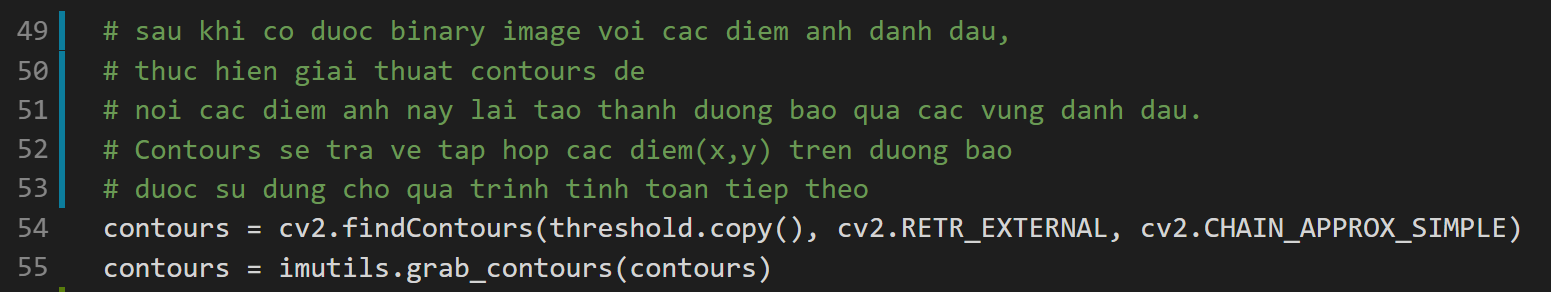 49 # sau khi co duoc binary image voi cac diem anh danh dau,
50 # thuc hien giai thuat contours de
51 # noi cac diem anh nay lai tao thanh duong bao qua cac vung danh dau.
52 # Contours se tra ve tap hop cac diem(x,y) tren duong bao
53 # duoc su dung cho qua trinh tinh toan tiep theo
54 contours = cv2.findContours(threshold.copy(), cv2.RETR_EXTERNAL, cv2.CHAIN_APPROX_SIMPLE)
55 contours = imutils.grab_contours(contours)